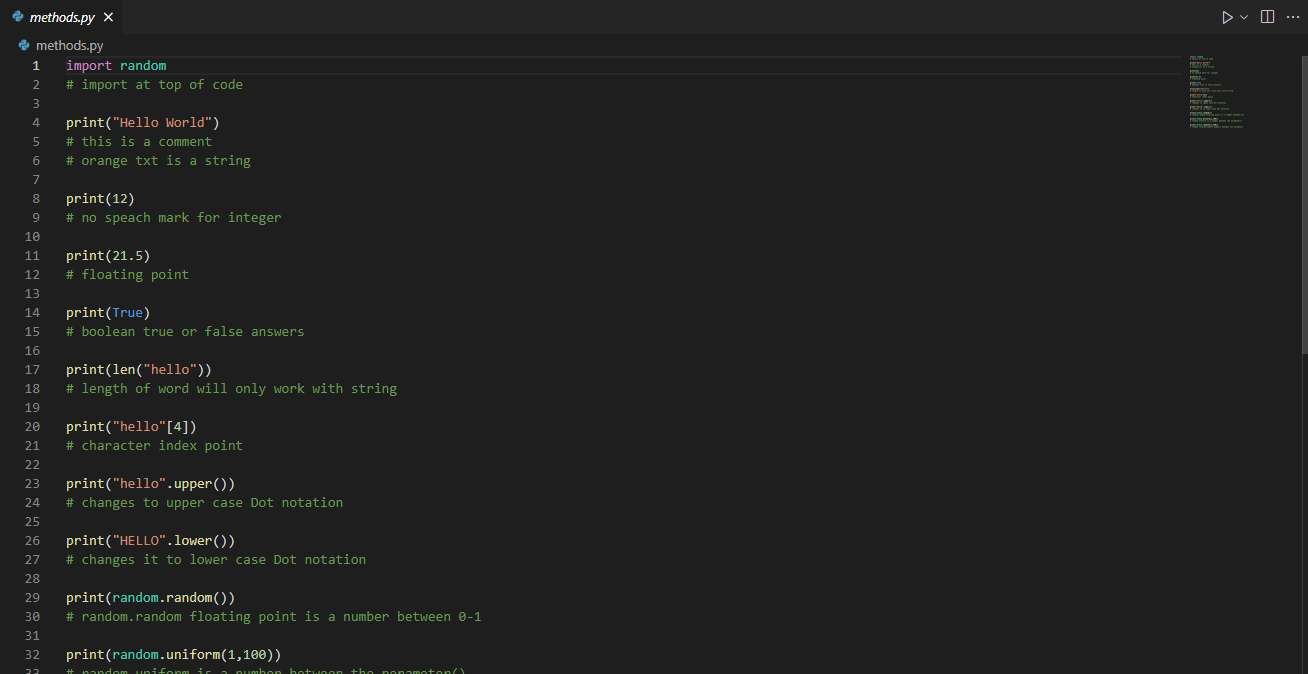 methods.py
methods.py
1 import random
2 # import at top of code
3
4 print("Hello World")
5 # this is a comment
6 # orange txt is a string
7
8 print(12)
9 # no speach mark for integer
10
11 print(21.5)
12 # floating point
13
14 print(True)
15 # boolean true or false answers
16
17 print(len("hello"))
18 # length of word will only work with string
19
20 print("hello"[4])
21 # character index point
22
23 print("hello".upper())
24 # changes to upper case Dot notation
25
26 print("HELLO".lower())
27 # changes it to lower case Dot notation
28
29 print(random.random())
30 # random.random floating point is a number between 0-1
31
32 print(random.uniform(1,100))
33 # random.uniform is a number between the